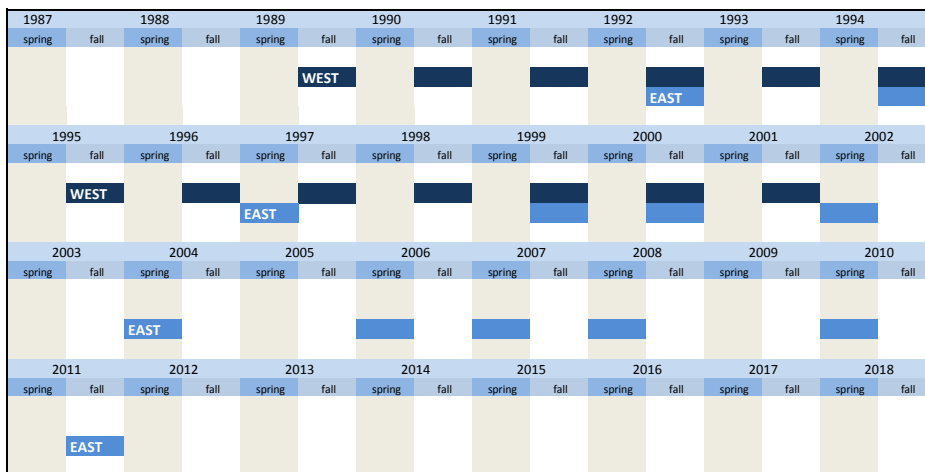 1987 1988 1989 1990 1991 1992 1993 1994
spring fall spring fall spring fall spring fall spring fall spring fall spring fall spring fall
WEST
EAST
1995 1996 1997 1998 1999 2000 2001 2002
spring fall spring fall spring fall spring fall spring fall spring fall spring fall spring fall
WEST
EAST
2003 2004 2005 2006 2007 2008 2009 2010
spring fall spring fall spring fall spring fall spring fall spring fall spring fall spring fall
EAST
2011 2012 2013 2014 2015 2016 2017 2018
spring fall spring fall spring fall spring fall spring fall spring fall spring fall spring fall
EAST